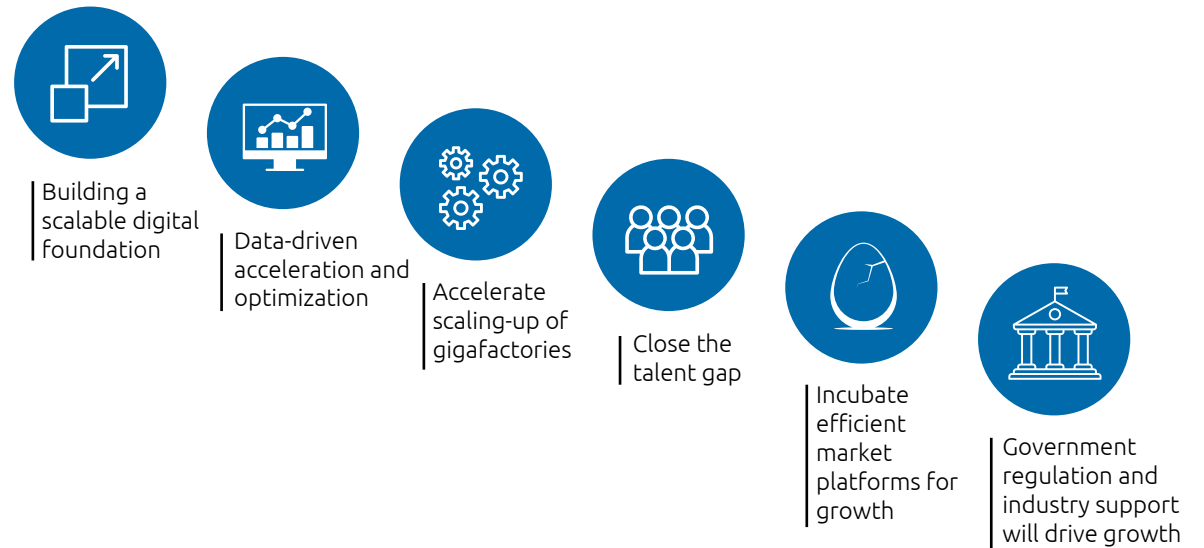 Building a
scalable digital
foundation
Data-driven
acceleration and
optimization
Accelerate
scaling-up of
gigafactories
Close the
talent gap
Incubate
efficient
market
platforms for
growth
Government
regulation and
industry support
will drive growth